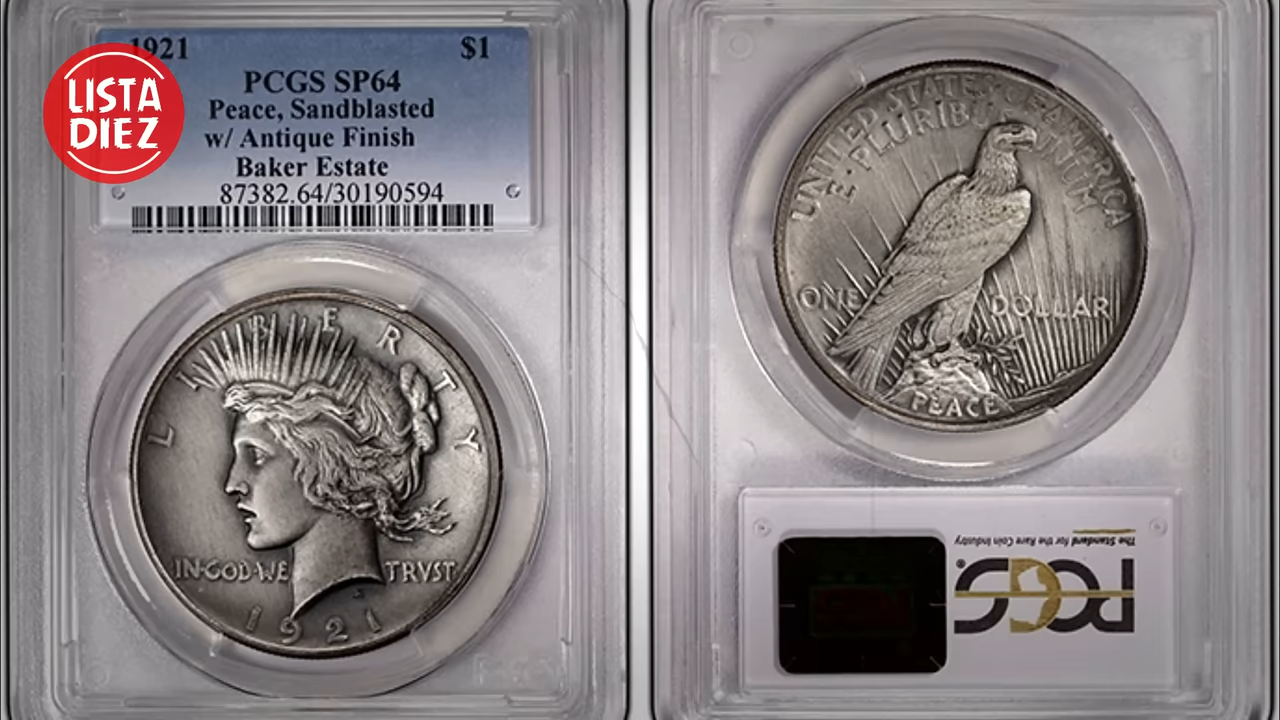 LISTA
DIEZ
1921 $1
PCGS SP64
Peace, Sandblasted
w/ Antique Finish
Baker Estate
87382.64/30190594
LIBERTY
IN·GOD·WE TRVST
1921
UNITED·STATES·OF·AMERICA
E·PLURIBUS UNUM
ONE DOLLAR
PEACE
The Standard for the Rare Coin Industry
PCGS